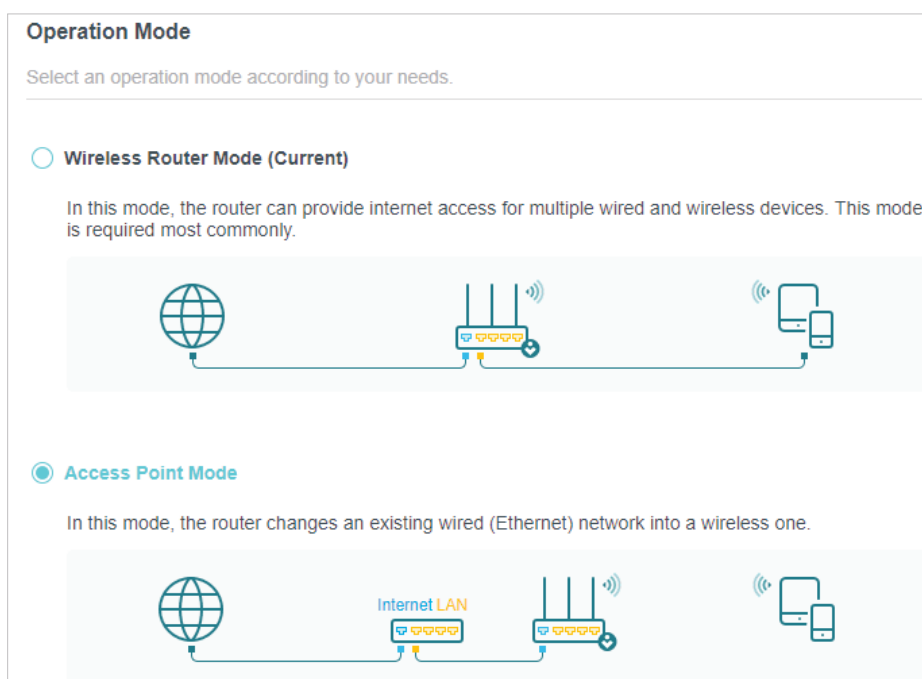 Operation Mode
Select an operation mode according to your needs.
Wireless Router Mode (Current)
In this mode, the router can provide internet access for multiple wired and wireless devices. This mode
is required most commonly.
Access Point Mode
In this mode, the router changes an existing wired (Ethernet) network into a wireless one.
Internet LAN